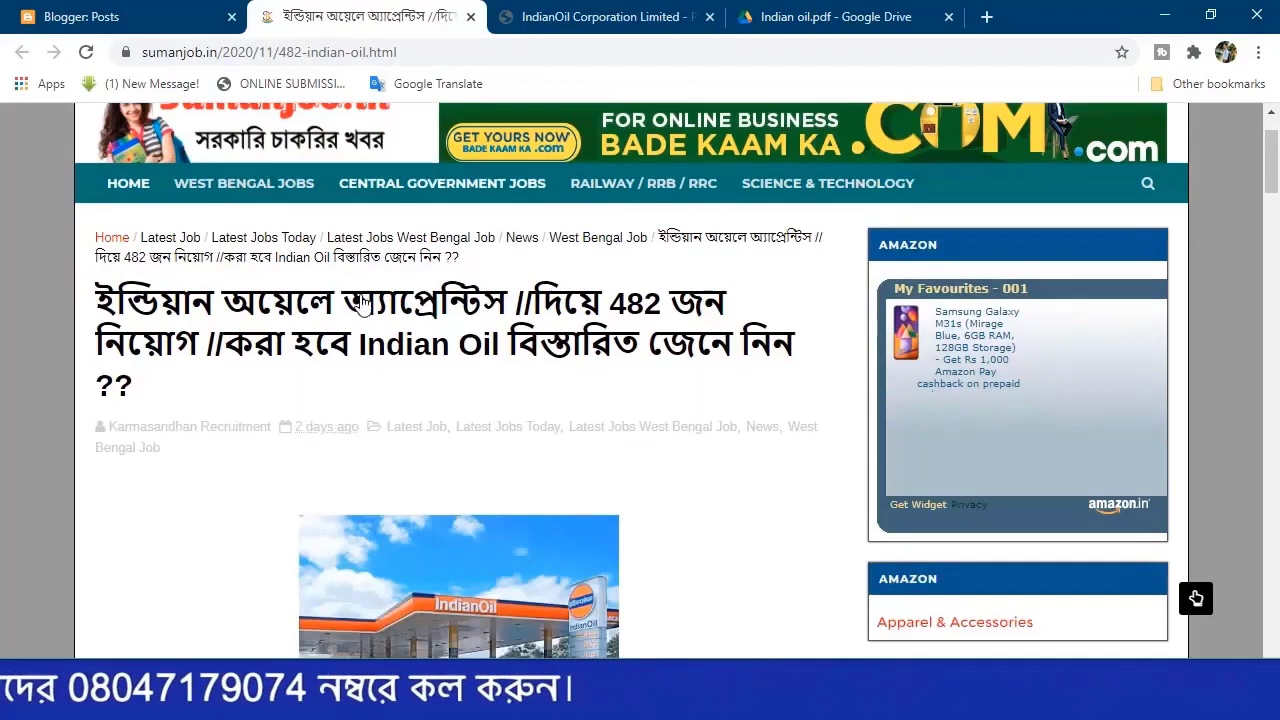 Blogger: Posts
ইন্ডিয়ান অয়েলে অ্যাপ্রেন্টিস //দিয়ে
IndianOil Corporation Limited - P
Indian oil.pdf - Google Drive
sumanjob.in/2020/11/482-indian-oil.html
Apps
(1) New Message!
ONLINE SUBMISSI...
Google Translate
Other bookmarks
সরকারি চাকরির খবর
GET YOURS NOW
BADE KAAM KA .COM
FOR ONLINE BUSINESS
BADE KAAM KA
.COM
.com
HOME
WEST BENGAL JOBS
CENTRAL GOVERNMENT JOBS
RAILWAY / RRB / RRC
SCIENCE & TECHNOLOGY
Home / Latest Job / Latest Jobs Today / Latest Jobs West Bengal Job / News / West Bengal Job / ইন্ডিয়ান অয়েলে অ্যাপ্রেন্টিস //
দিয়ে 482 জন নিয়োগ //করা হবে Indian Oil বিস্তারিত জেনে নিন ??
ইন্ডিয়ান অয়েলে অ্যাপ্রেন্টিস //দিয়ে 482 জন
নিয়োগ //করা হবে Indian Oil বিস্তারিত জেনে নিন
??
Karmasandhan Recruitment
2 days ago
Latest Job, Latest Jobs Today, Latest Jobs West Bengal Job, News, West
Bengal Job
IndianOil
IndianOil
AMAZON
My Favourites - 001
Samsung Galaxy
M31s (Mirage
Blue, 6GB RAM,
128GB Storage)
- Get Rs 1,000
Amazon Pay
cashback on prepaid
Get Widget
Privacy
amazon.in
AMAZON
Apparel & Accessories
দের 08047179074 নম্বরে কল করুন।